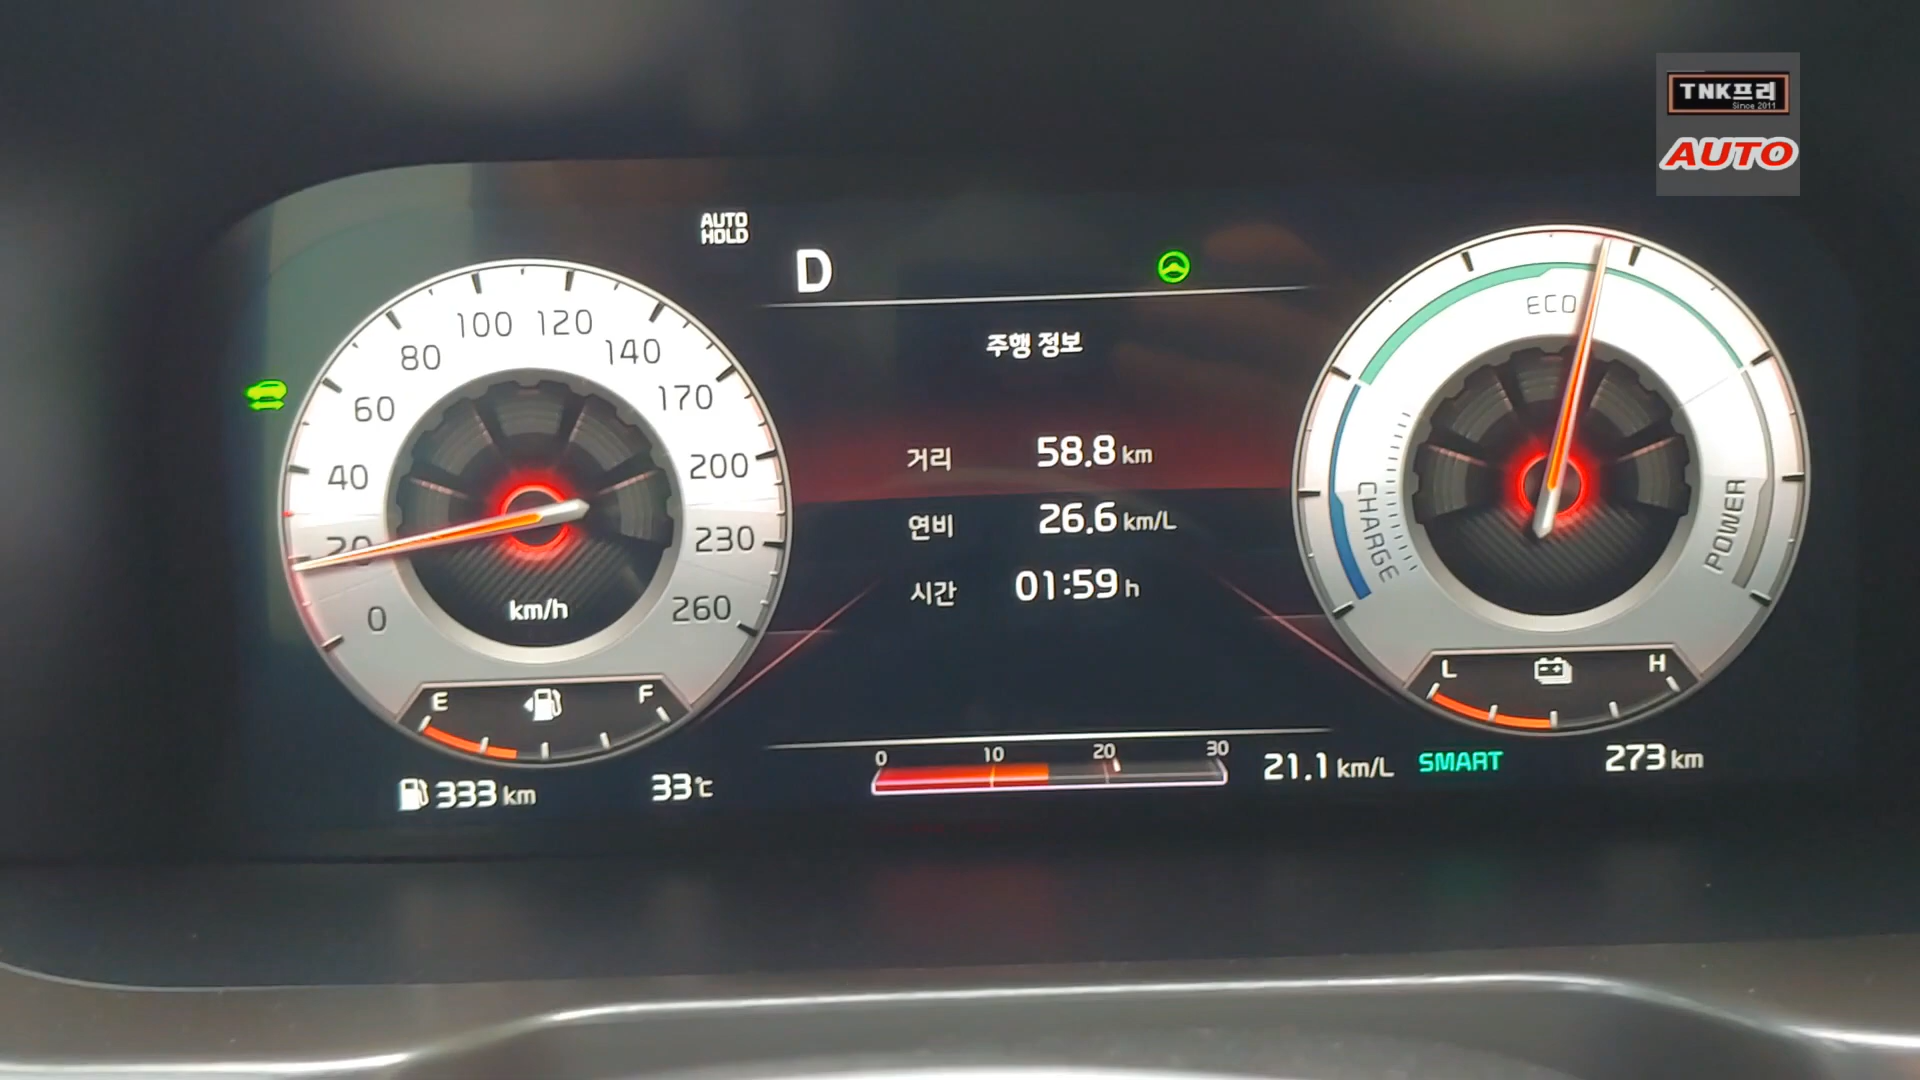 TNK프리
Since 2011
AUTO
AUTO
HOLD
D
주행 정보
거리 58.8 km
연비 26.6 km/L
시간 01:59 h
0
20
40
60
80
100
120
140
170
200
230
260
km/h
E F
333 km
33℃
0 10 20 30
21.1 km/L
ECO
CHARGE
POWER
L H
SMART
273 km